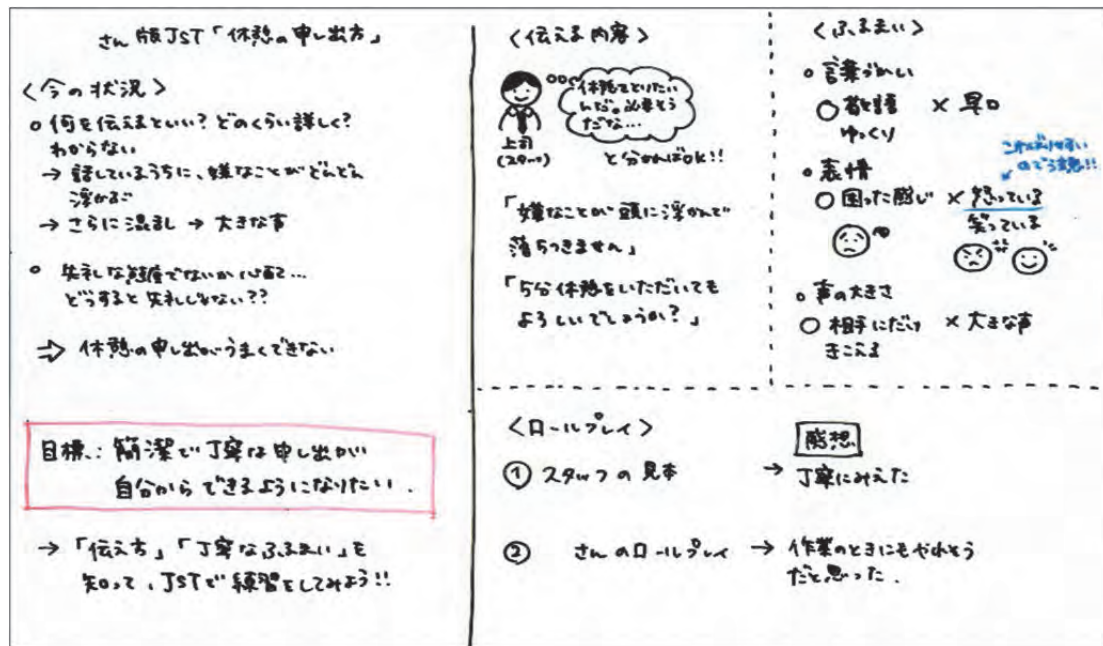 さん版JST「休憩の申し出方」
<今の状況>
○ 何を伝えるといい?どのくらい詳しく?
わからない
→ 話しているうちに、嫌なことがどんどん
浮かぶ
→ さらに混乱 → 大きな声
○ 失礼な態度でないか心配…
どうすると失礼じゃない??
⇒ 休憩の申し出がうまくできない
目標: 簡潔で丁寧な申し出が
自分からできるようになりたい.
→「伝え方」「丁寧なふるまい」を
知って、JSTで練習をしてみよう!!
<伝える内容>
休憩をとりたい
んだな。必要そう
だな…
上司
(スタッフ)
と分かればOK!!
「嫌なことが頭に浮かんで
落ちつきません」
「5分休憩をいただいても
よろしいでしょうか?」
<ふるまい>
○ 言葉づかい
○ 敬語 × 早口
ゆっくり
これになりやすい
ので注意!!
○ 表情
○ 困った感じ × 怒っている
笑っている
○ 声の大きさ
○ 相手にだけ × 大きな声
きこえる
<ロールプレイ>
感想
① スタッフの見本 → 丁寧にみえた
② さんのロールプレイ → 作業のときにもやれそう
だと思った.